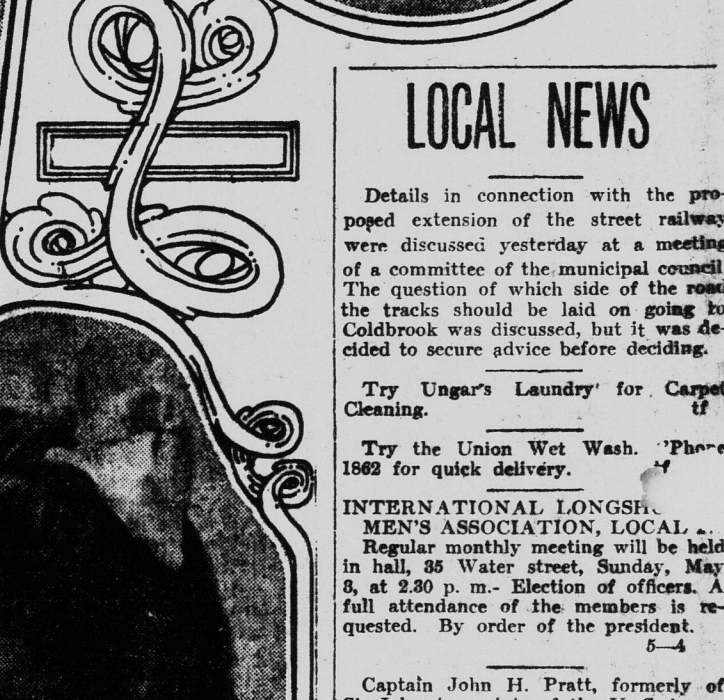 LOCAL NEWS
Details in connection with the pro-
posed extension of the street railway
were discussed yesterday at a meeting
of a committee of the municipal council
The question of which side of the road
the tracks should be laid on going to
Coldbrook was discussed, but it was de-
cided to secure advice before deciding.
Try Ungar's Laundry' for Carpet
Cleaning. tf
Try the Union Wet Wash. 'Phone
1862 for quick delivery.
INTERNATIONAL
MEN'S ASSOCIATION, LOCAL
Regular monthly meeting will be held
in hall, 35 Water street, Sunday, May
8, at 2.30 p. m.- Election of officers. A
full attendance of the members is re-
quested. By order of the president.
5—4
Captain John H. Pratt, formerly of